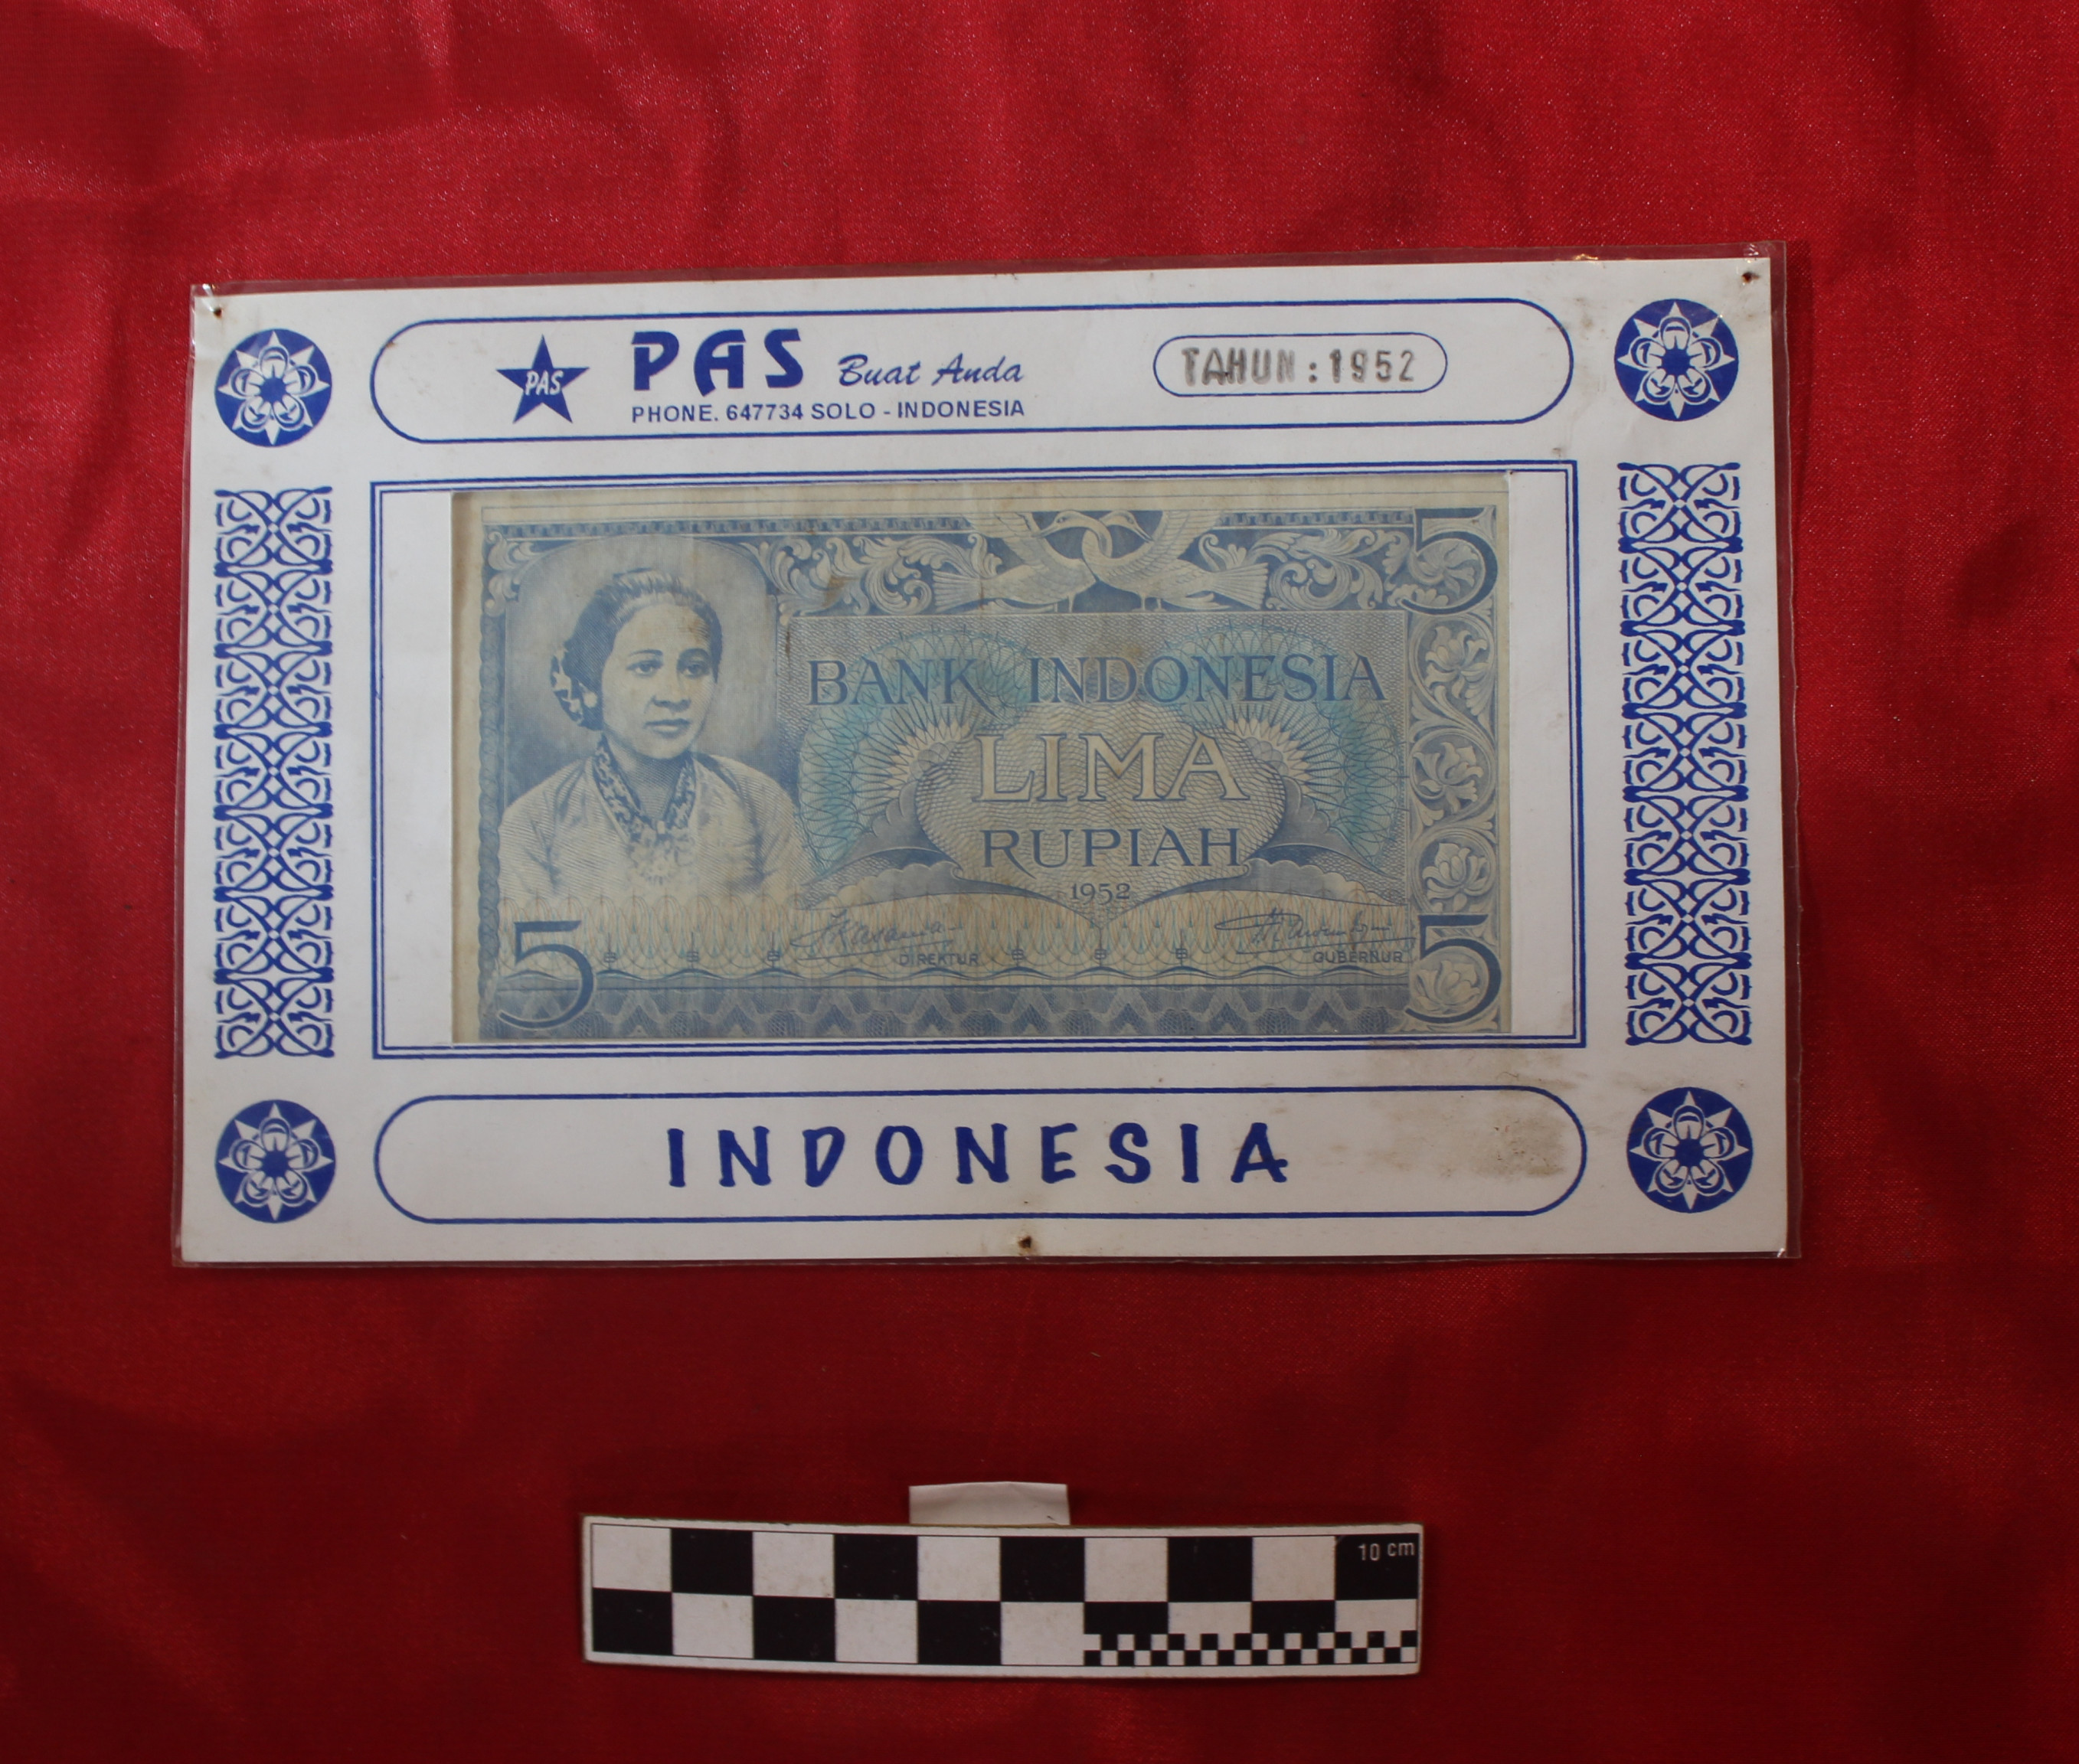 PAS
PAS Buat Anda
PHONE. 647734 SOLO - INDONESIA
TAHUN : 1952
5
BANK INDONESIA
LIMA
RUPIAH
1952
5
DIREKTUR
GUBERNUR
5
INDONESIA
10 cm